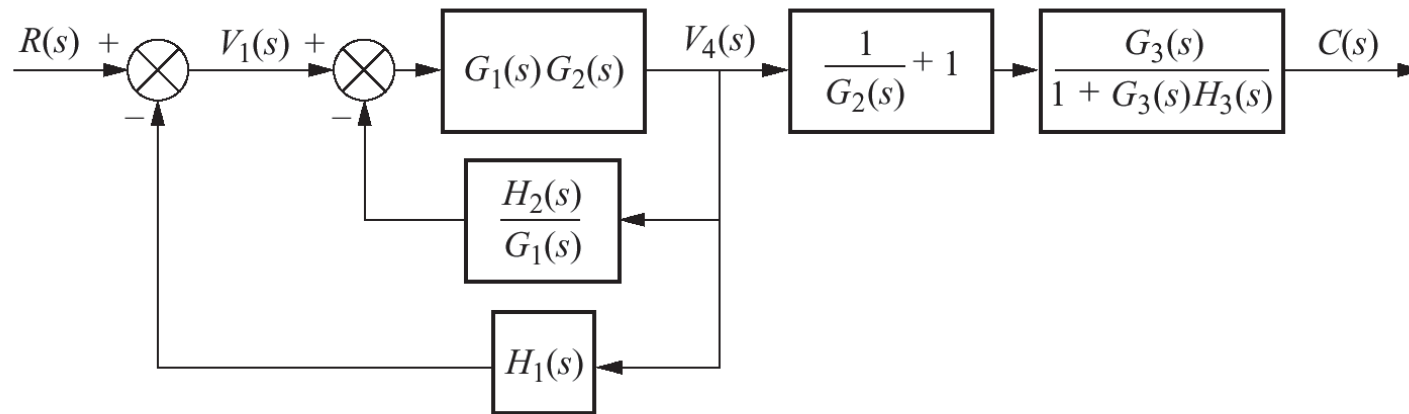 R(s) + V₁(s) + G₁(s)G₂(s) V₄(s) 1/G₂(s) + 1 G₃(s)/1 + G₃(s)H₃(s) C(s)
− −
H₂(s)/G₁(s)
H₁(s)